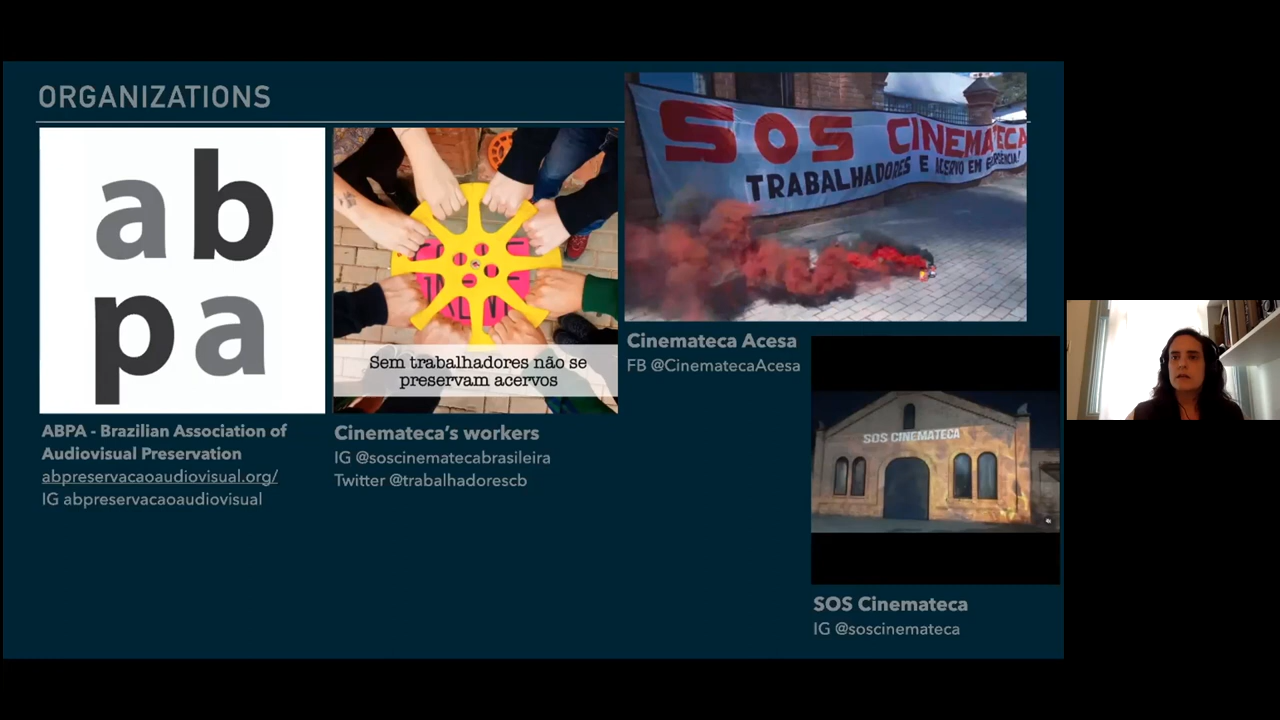 ORGANIZATIONS
ab
pa
ABPA - Brazilian Association of
Audiovisual Preservation
abpreservacaoaudiovisual.org/
IG abpreservacaoaudiovisual
Sem trabalhadores não se
preservam acervos
Cinemateca's workers
IG @soscinematecabrasileira
Twitter @trabalhadorescb
SOS CINEMATECA
TRABALHADORES E ACERVO EM EMERGÊNCIA!
Cinemateca Acesa
FB @CinematecaAcesa
SOS CINEMATECA
SOS Cinemateca
IG @soscinemateca